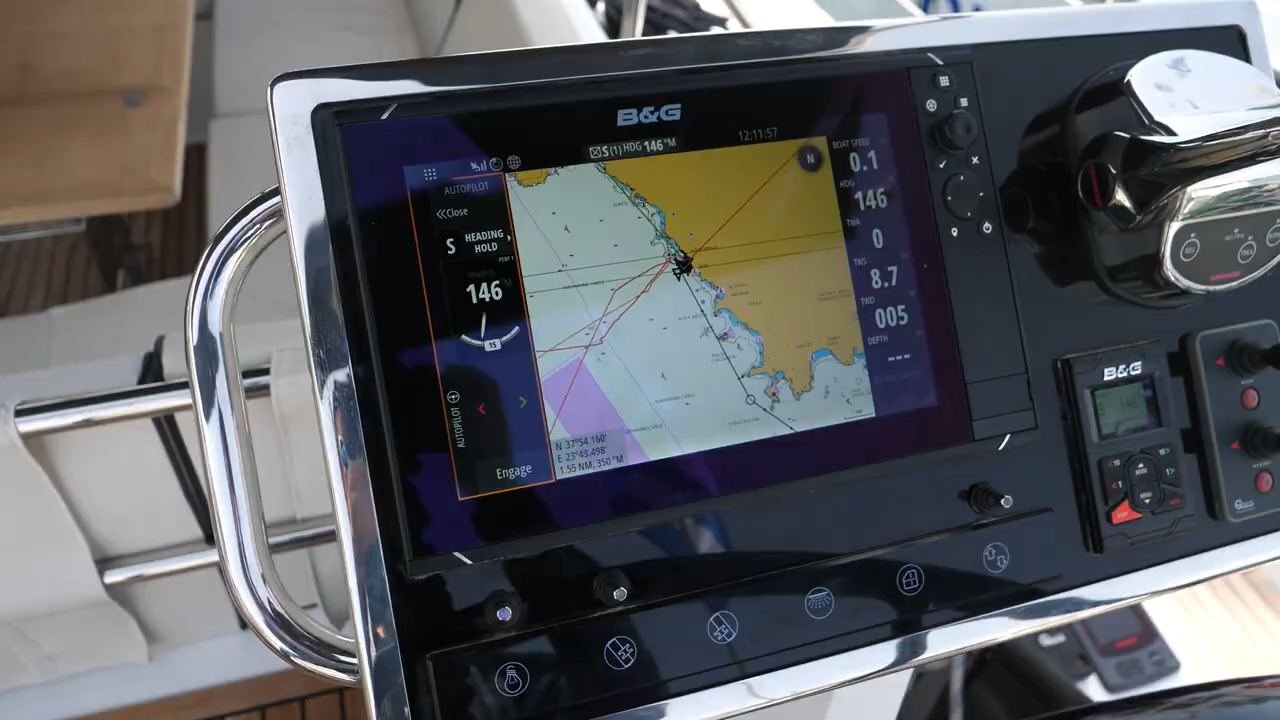 B&G
12:11:57
S(1) HDG 146°M
AUTOPILOT
Close
S HEADING HOLD
146
15
AUTOPILOT
Engage
N
N 37°54.160'
E 23°43.498'
1.55 NM, 350°M
BOAT SPEED
0.1
HDG
146
TWA
0
TWS
8.7
TWD
005
DEPTH
---
B&G